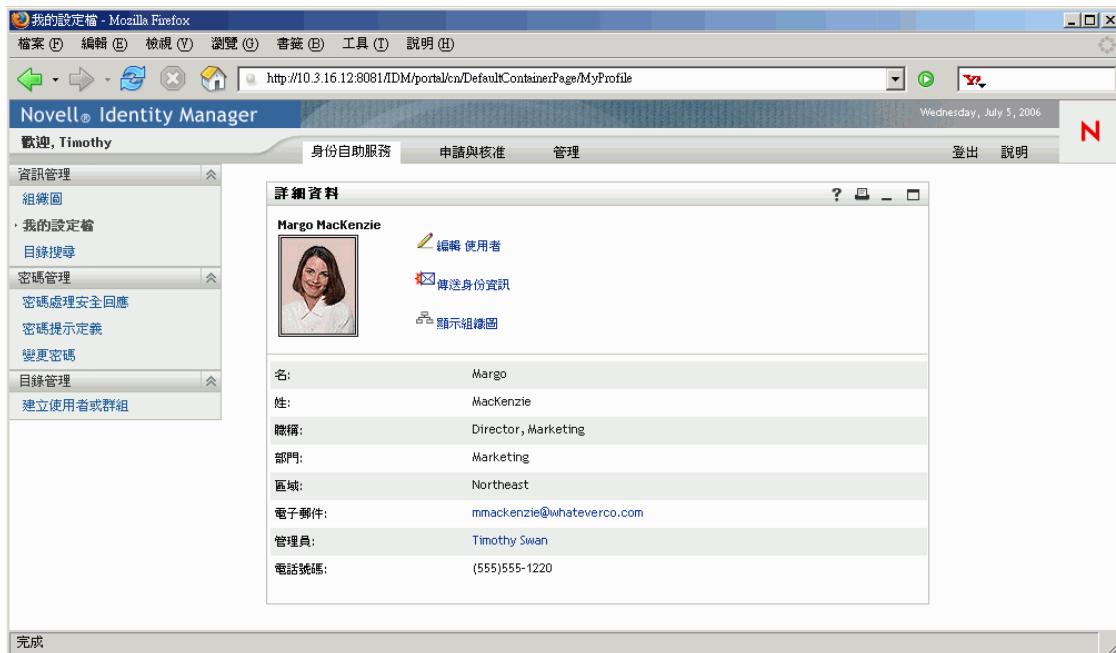 我的設定檔 - Mozilla Firefox
檔案(F) 編輯(E) 檢視(V) 瀏覽(G) 書籤(B) 工具(T) 說明(H)
http://10.3.16.12:8081/IDM/portal/cn/DefaultContainerPage/MyProfile
Novell® Identity Manager
Wednesday, July 5, 2006
N
歡迎, Timothy
身份自助服務 申請與核准 管理 登出 說明
資訊管理
組織圖
我的設定檔
目錄搜尋
密碼管理
密碼處理安全回應
密碼提示定義
變更密碼
目錄管理
建立使用者或群組
詳細資料
Margo MacKenzie
編輯 使用者
傳送身份資訊
顯示組織圖
名: Margo
姓: MacKenzie
職稱: Director, Marketing
部門: Marketing
區域: Northeast
電子郵件: mmackenzie@whateverco.com
管理員: Timothy Swan
電話號碼: (555)555-1220
完成